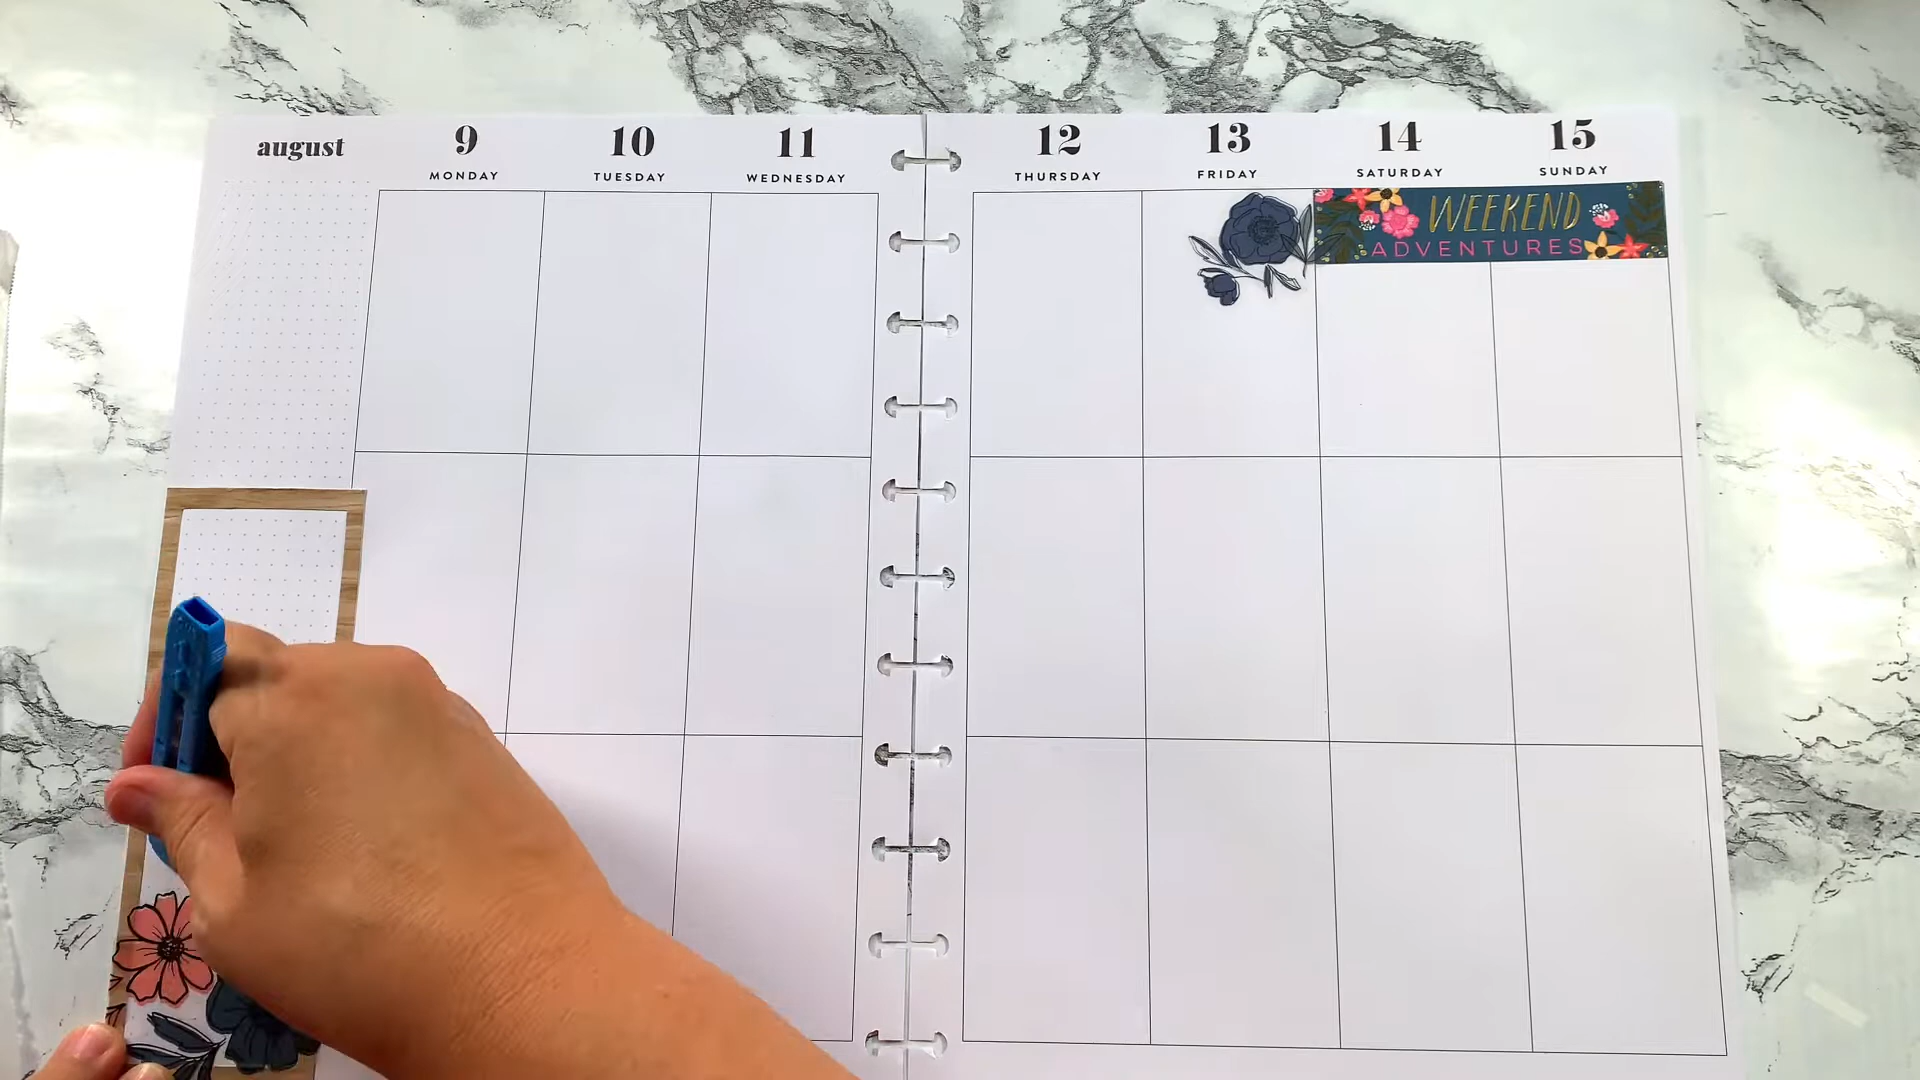 august
9
MONDAY
10
TUESDAY
11
WEDNESDAY
12
THURSDAY
13
FRIDAY
14
SATURDAY
15
SUNDAY
WEEKEND
ADVENTURES